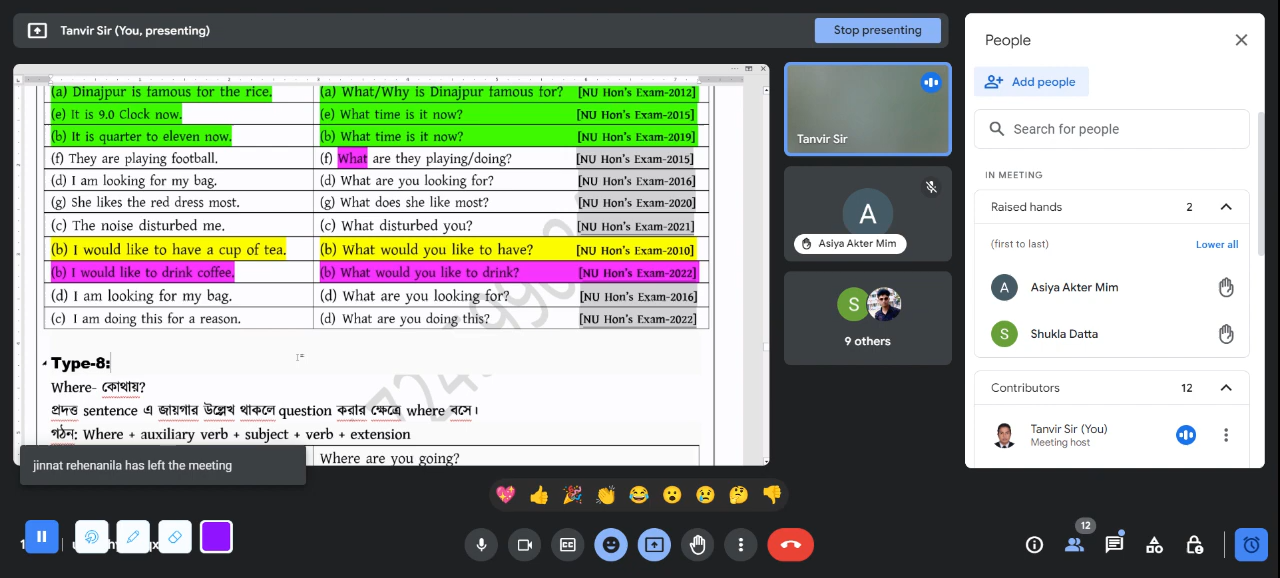 Tanvir Sir (You, presenting)
Stop presenting
(a) Dinajpur is famous for the rice. (a) What/Why is Dinajpur famous for? [NU Hon's Exam-2012]
(e) It is 9.0 Clock now. (e) What time is it now? [NU Hon's Exam-2015]
(b) It is quarter to eleven now. (b) What time is it now? [NU Hon's Exam-2019]
(f) They are playing football. (f) What are they playing/doing? [NU Hon's Exam-2015]
(d) I am looking for my bag. (d) What are you looking for? [NU Hon's Exam-2016]
(g) She likes the red dress most. (g) What does she like most? [NU Hon's Exam-2020]
(c) The noise disturbed me. (c) What disturbed you? [NU Hon's Exam-2021]
(b) I would like to have a cup of tea. (b) What would you like to have? [NU Hon's Exam-2010]
(b) I would like to drink coffee. (b) What would you like to drink? [NU Hon's Exam-2022]
(d) I am looking for my bag. (d) What are you looking for? [NU Hon's Exam-2016]
(c) I am doing this for a reason. (d) What are you doing this? [NU Hon's Exam-2022]
Type-8:
Where- কোথায়?
প্রদত্ত sentence এ জায়গার উল্লেখ থাকলে question করার ক্ষেত্রে where বসে।
গঠন: Where + auxiliary verb + subject + verb + extension
Where are you going?
jinnat rehenanila has left the meeting
Tanvir Sir
A
Asiya Akter Mim
S
9 others
People
Add people
Search for people
IN MEETING
Raised hands 2
(first to last) Lower all
A Asiya Akter Mim
S Shukla Datta
Contributors 12
Tanvir Sir (You)
Meeting host
12